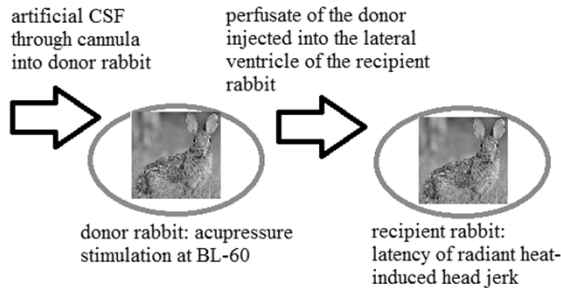 artificial CSF
through cannula
into donor rabbit
perfusate of the donor
injected into the lateral
ventricle of the recipient
rabbit
donor rabbit: acupressure
stimulation at BL-60
recipient rabbit:
latency of radiant heat-
induced head jerk